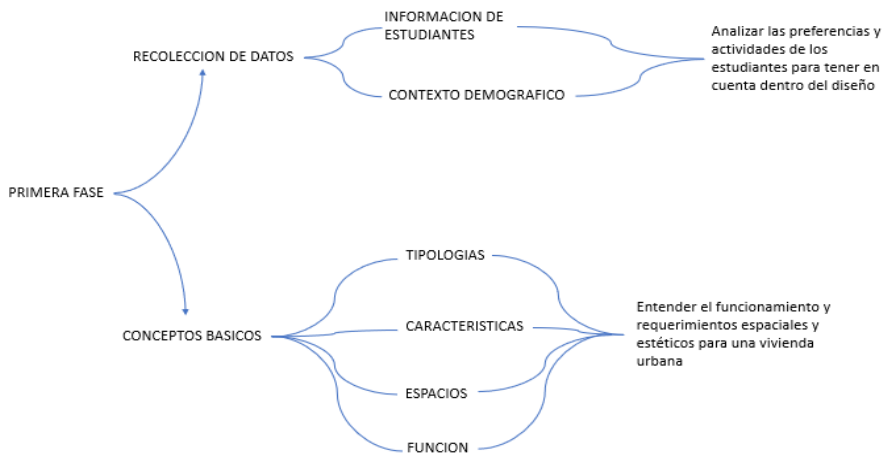 INFORMACION DE
ESTUDIANTES
Analizar las preferencias y
actividades de los
estudiantes para tener en
cuenta dentro del diseño
RECOLECCION DE DATOS
CONTEXTO DEMOGRAFICO
PRIMERA FASE
TIPOLOGIAS
CARACTERISTICAS
Entender el funcionamiento y
requerimientos espaciales y
estéticos para una vivienda
urbana
CONCEPTOS BASICOS
ESPACIOS
FUNCION